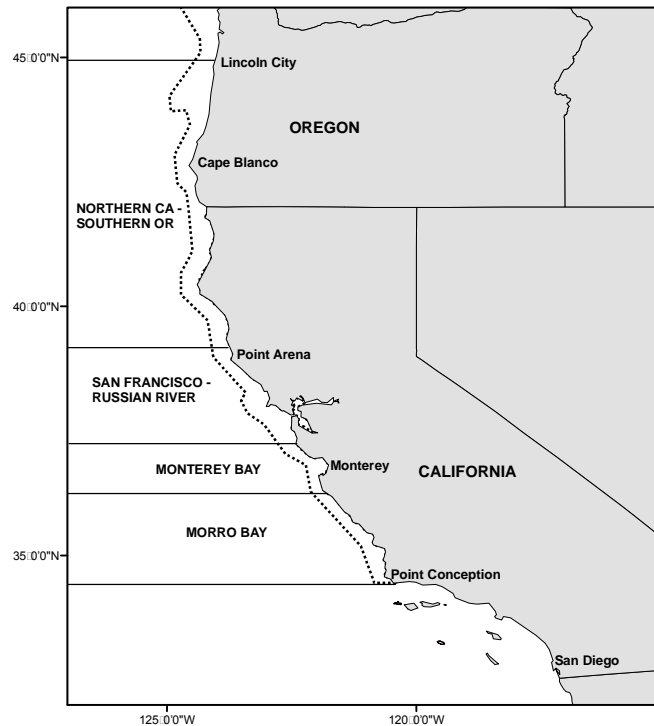 45□0'0"N
Lincoln City
OREGON
Cape Blanco
NORTHERN CA -
SOUTHERN OR
40□0'0"N
Point Arena
SAN FRANCISCO -
RUSSIAN RIVER
MONTEREY BAY
Monterey
CALIFORNIA
MORRO BAY
35□0'0"N
Point Conception
San Diego
125□0'0"W
120□0'0"W